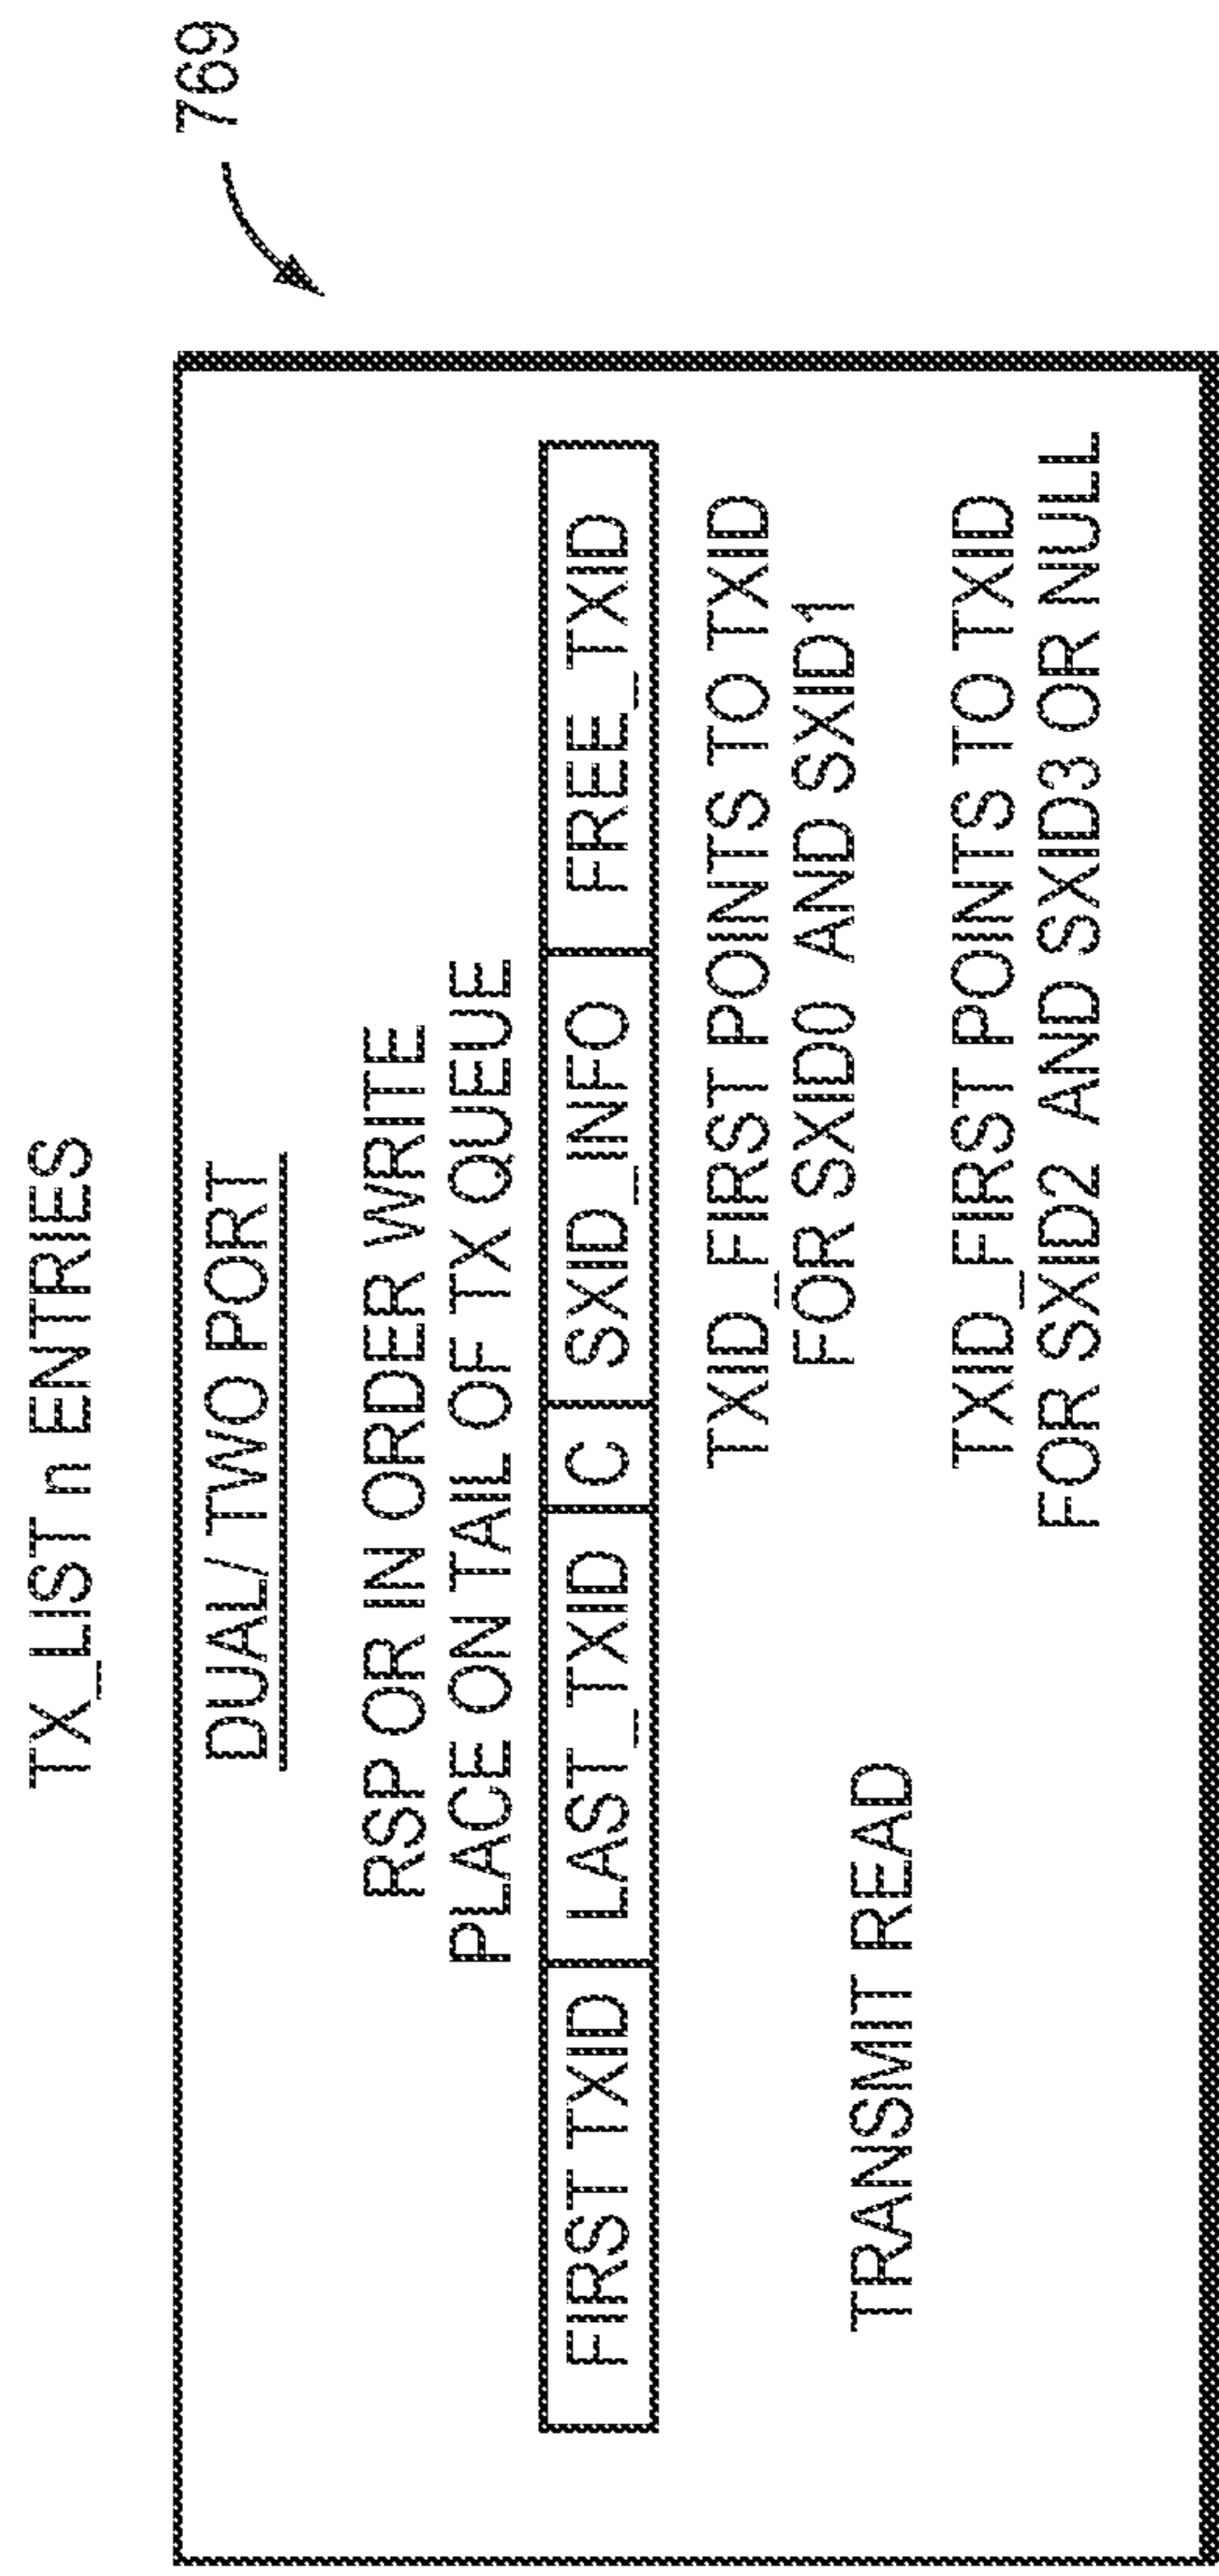 TX_LIST n ENTRIES
769
DUAL/ TWO PORT
RSP OR IN ORDER WRITE
PLACE ON TAIL OF TX QUEUE
FIRST TXID LAST_TXID C SXID_INFO FREE_TXID
TXID_FIRST POINTS TO TXID
FOR SXID0 AND SXID1
TRANSMIT READ
TXID_FIRST POINTS TO TXID
FOR SXID2 AND SXID3 OR NULL